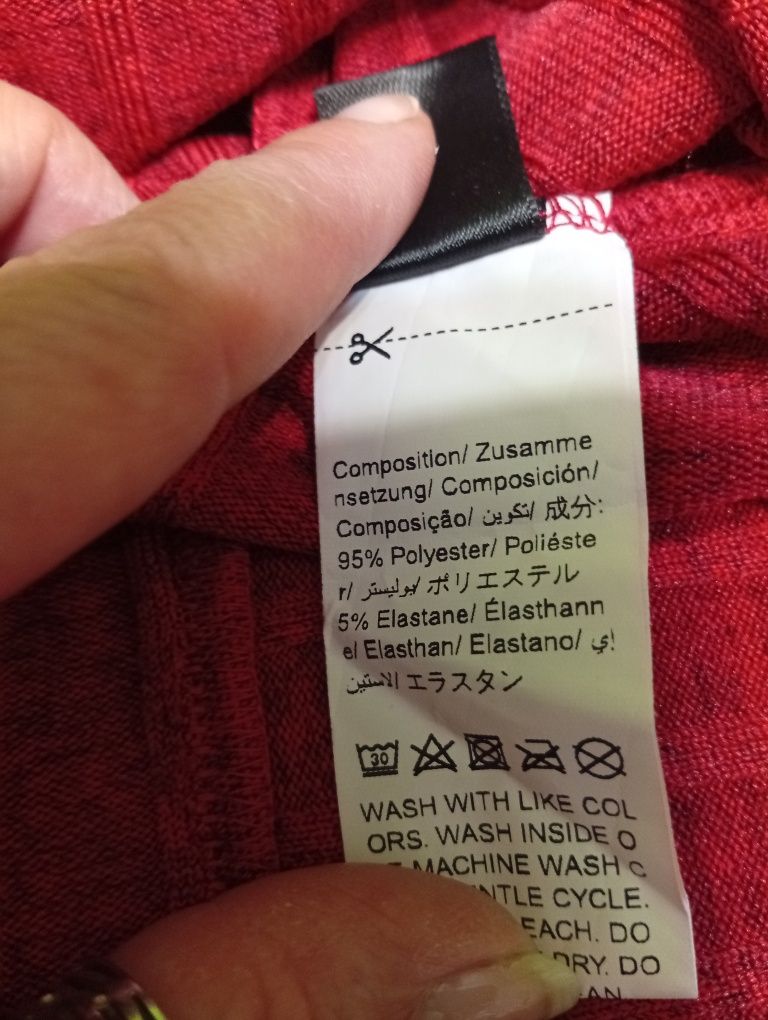 Composition/ Zusamme
nsetzung/ Composición/
Composição/ تكوين/ 成分:
95% Polyester/ Poliéste
r/ بوليستر/ ポリエステル
5% Elastane/ Élasthann
e/ Elasthan/ Elastano/ إي
الاستين/ エラスタン
30
WASH WITH LIKE COL
ORS. WASH INSIDE O
MACHINE WASH C
NTLE CYCLE.
EACH. DO
DRY. DO